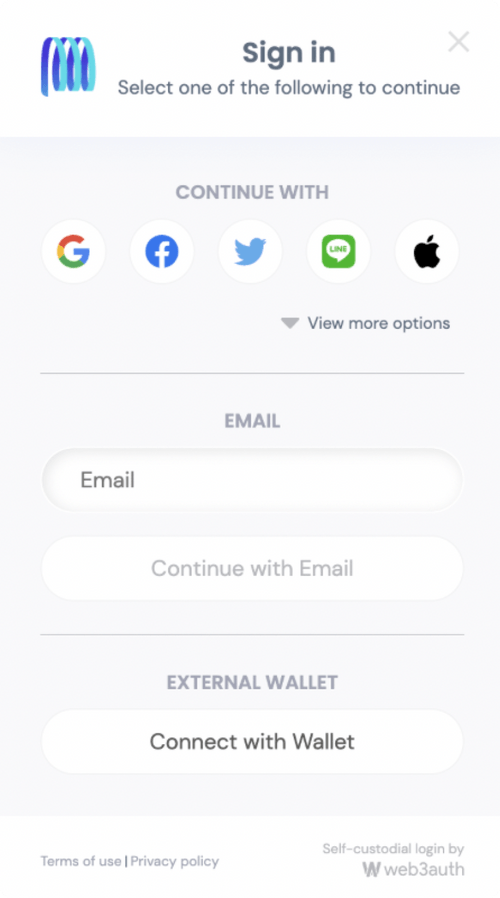 Sign in
Select one of the following to continue
CONTINUE WITH
LINE
View more options
EMAIL
Email
Continue with Email
EXTERNAL WALLET
Connect with Wallet
Terms of use | Privacy policy
Self-custodial login by
web3auth